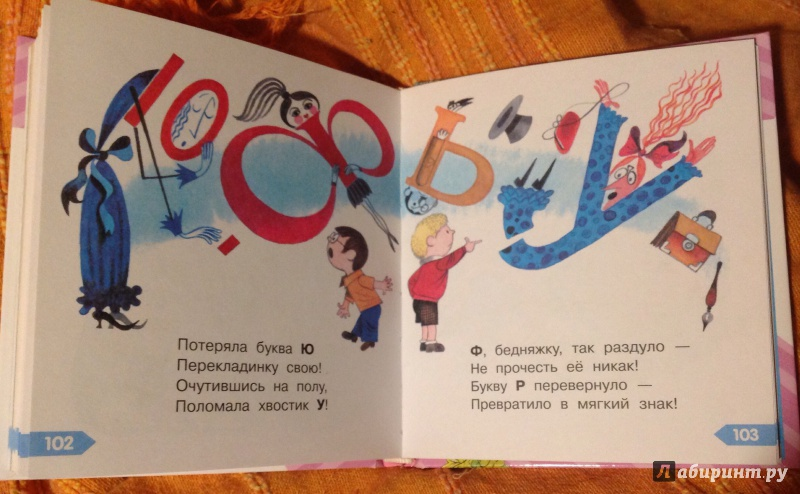 Потеряла буква Ю
Перекладинку свою!
Очутившись на полу,
Поломала хвостик У!
102
Ф, бедняжку, так раздуло —
Не прочесть её никак!
Букву Р перевернуло —
Превратило в мягкий знак!
103
Лабиринт.ру